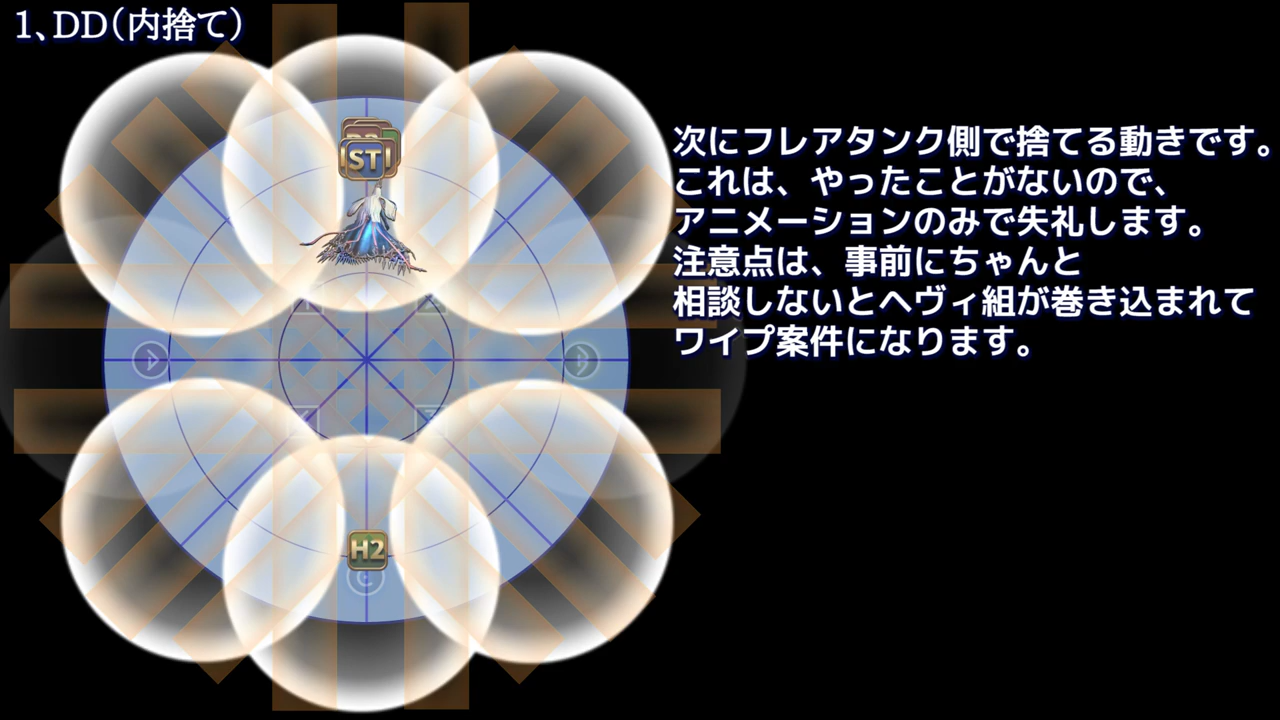 1、DD(内捨て)
次にフレアタンク側で捨てる動きです。
これは、やったことがないので、
アニメーションのみで失礼します。
注意点は、事前にちゃんと
相談しないとヘヴィ組が巻き込まれて
ワイプ案件になります。
ST
H2
C